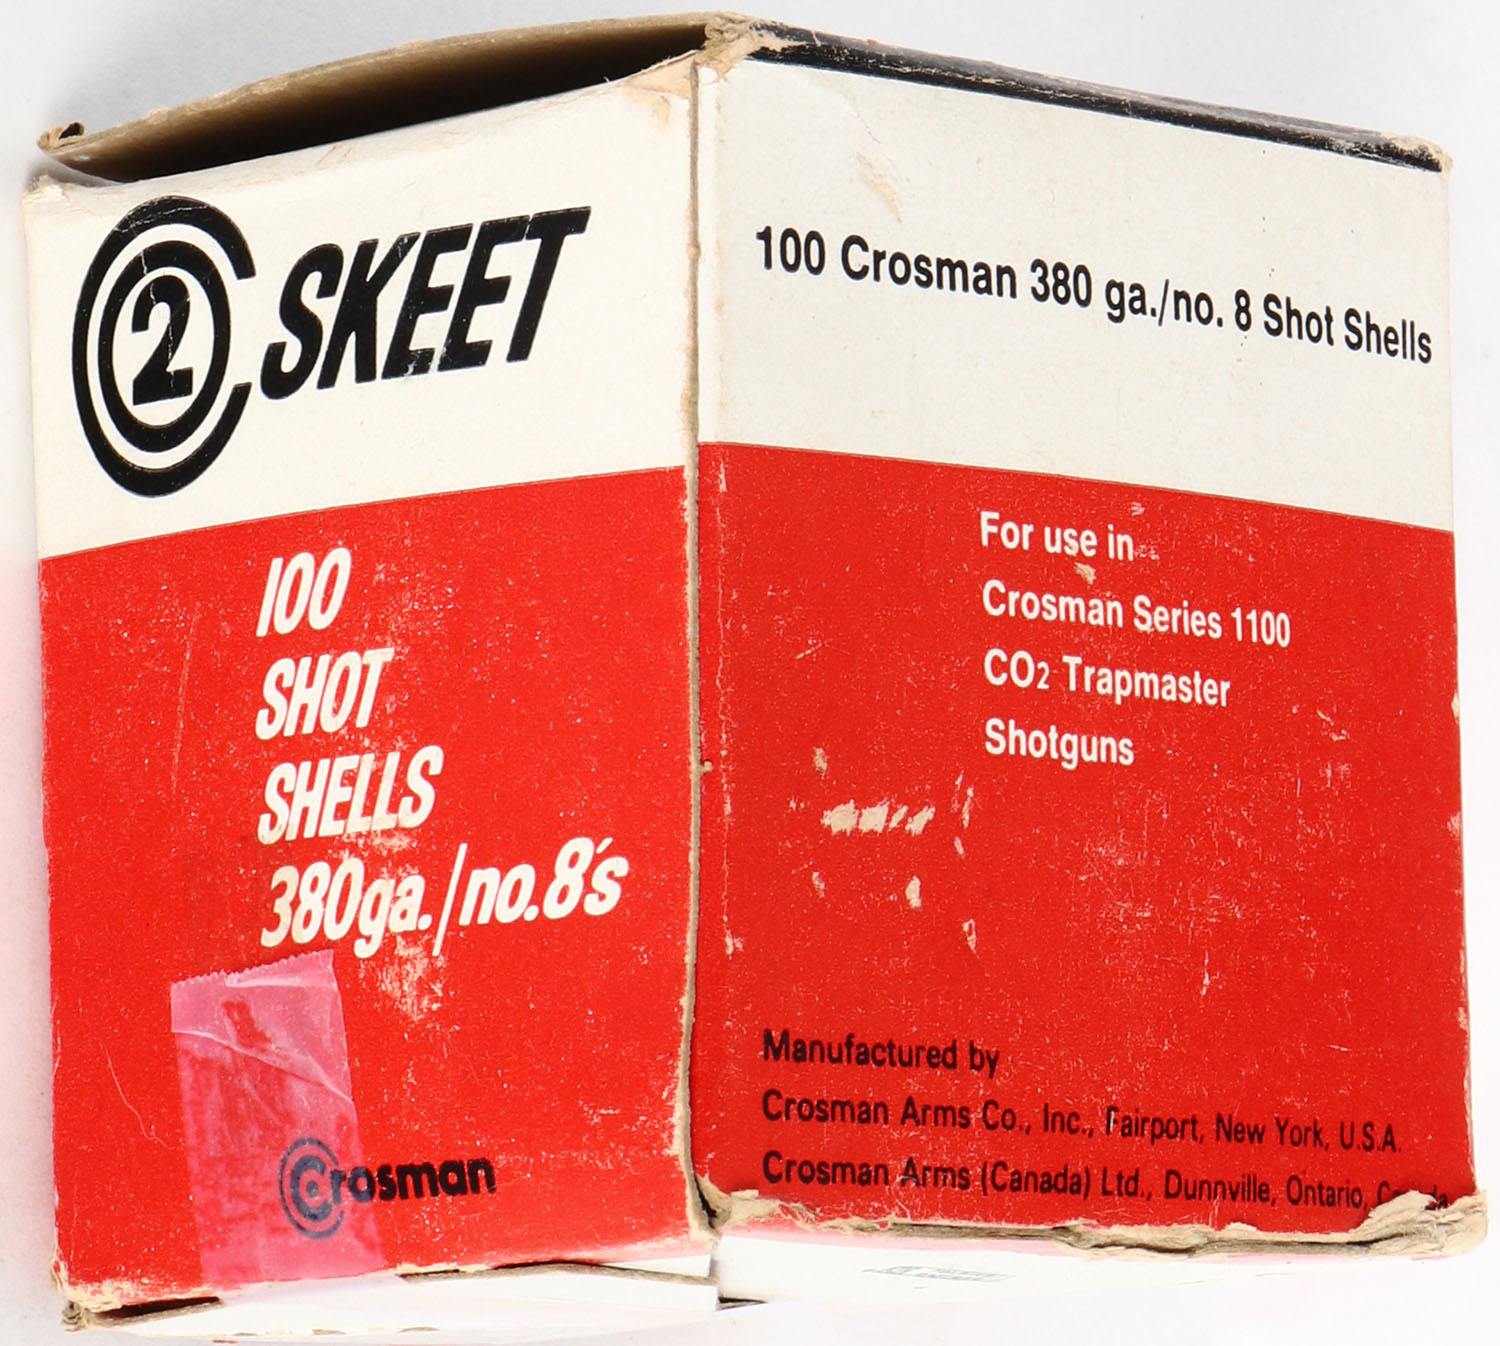 2 SKEET
100
SHOT
SHELLS
380ga./no.8's
Crosman
100 Crosman 380 ga./no. 8 Shot Shells
For use in
Crosman Series 1100
CO2 Trapmaster
Shotguns
Manufactured by
Crosman Arms Co., Inc., Fairport, New York, U.S.A.
Crosman Arms (Canada) Ltd., Dunnville, Ontario,